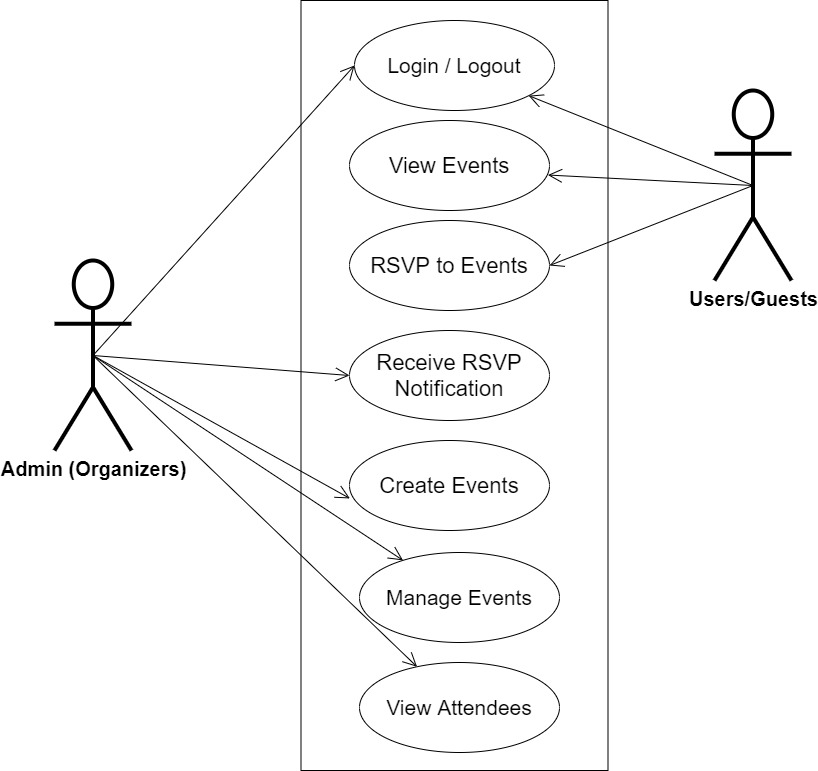 Login / Logout
View Events
RSVP to Events
Users/Guests
Receive RSVP
Notification
Admin (Organizers)
Create Events
Manage Events
View Attendees